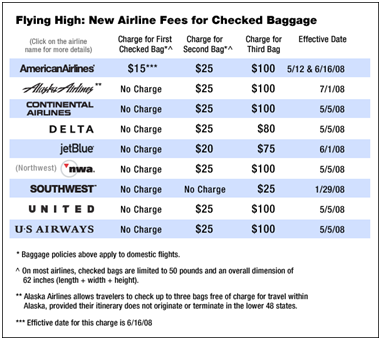 Flying High: New Airline Fees for Checked Baggage
(Click on the airline name for more details) Charge for First Checked Bag*^ Charge for Second Bag*^ Charge for Third Bag Effective Date
AmericanAirlines $15*** $25 $100 5/12 & 6/16/08
Alaska Airlines ** No Charge $25 $100 7/1/08
CONTINENTAL AIRLINES No Charge $25 $100 5/5/08
DELTA No Charge $25 $80 5/5/08
jetBlue No Charge $20 $75 6/1/08
(Northwest) nwa. No Charge $25 $100 5/5/08
SOUTHWEST No Charge No Charge $25 1/29/08
UNITED No Charge $25 $100 5/5/08
U·S AIRWAYS No Charge $25 $100 5/5/08
* Baggage policies above apply to domestic flights.
^ On most airlines, checked bags are limited to 50 pounds and an overall dimension of
62 inches (length + width + height).
** Alaska Airlines allows travelers to check up to three bags free of charge for travel within
Alaska, provided their itinerary does not originate or terminate in the lower 48 states.
*** Effective date for this charge is 6/16/08